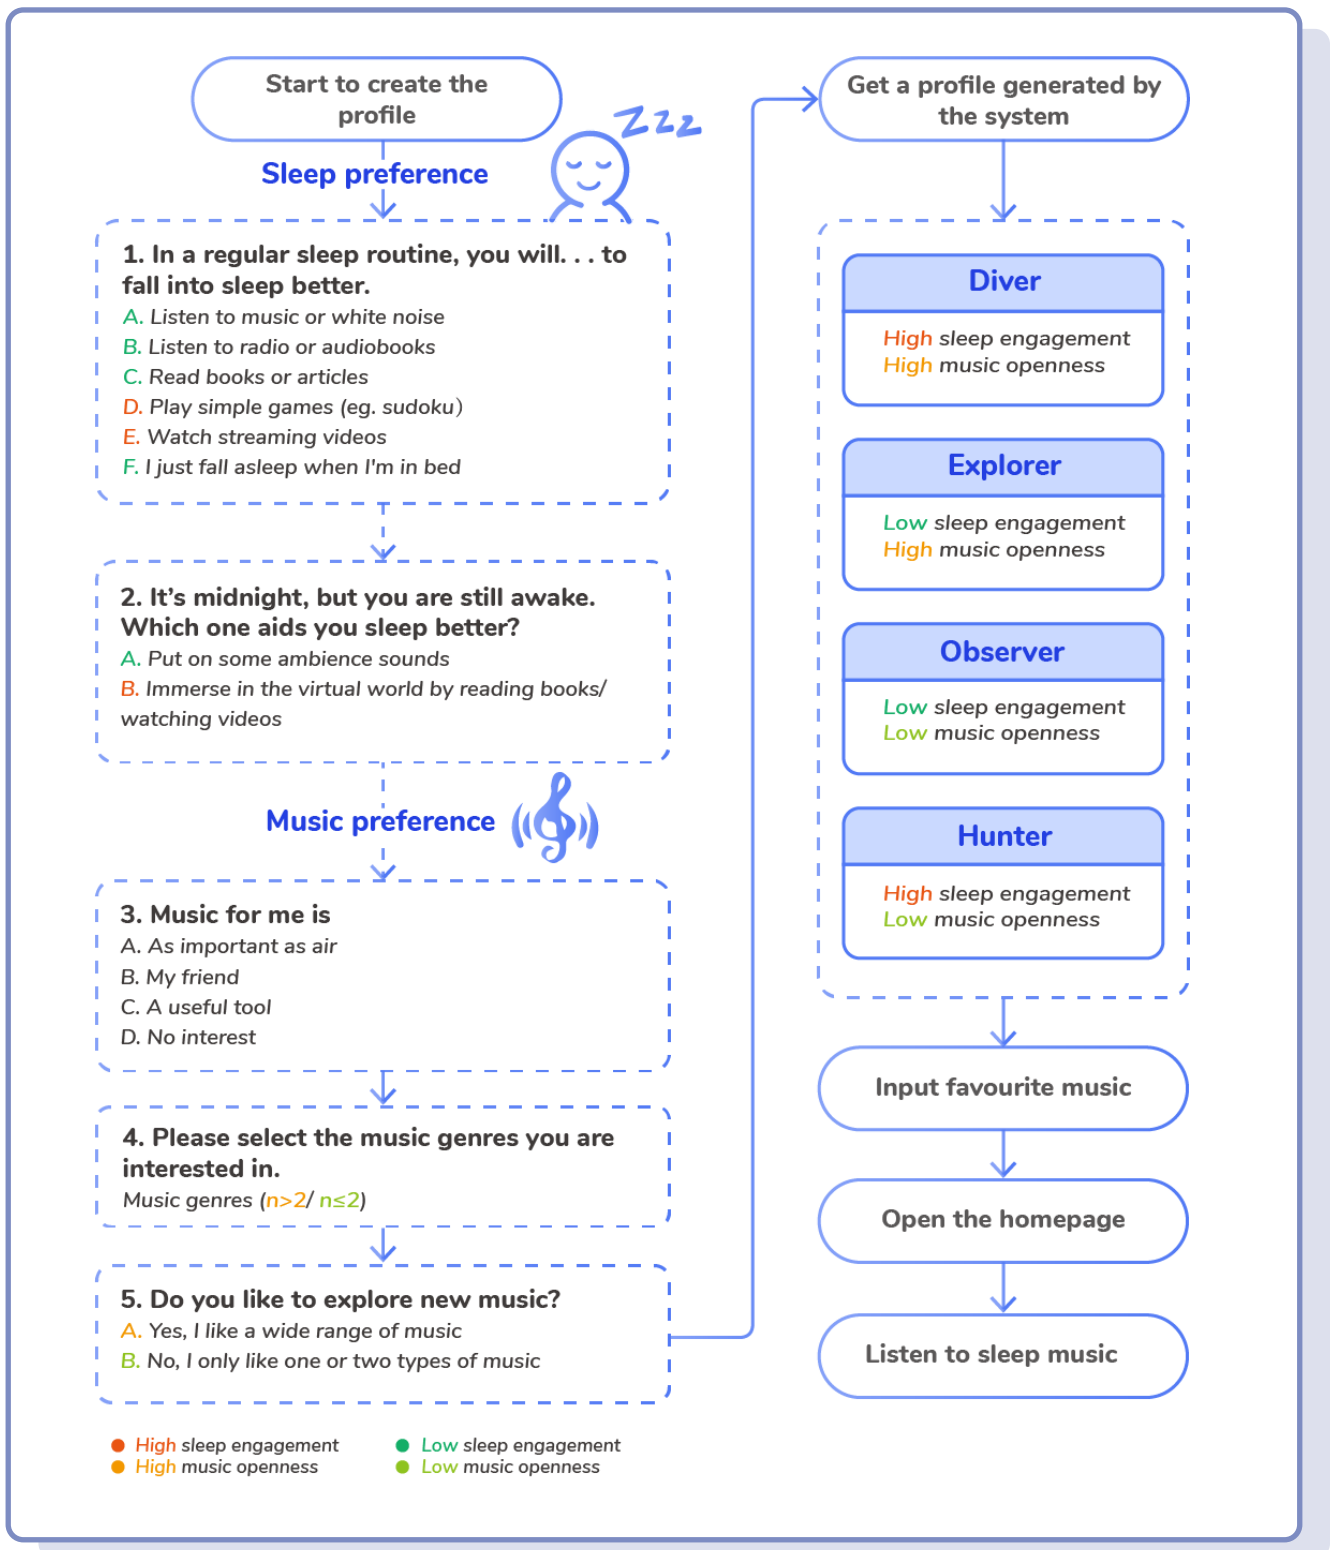 Start to create the
profile
Sleep preference
zzz
1. In a regular sleep routine, you will. . . to
fall into sleep better.
A. Listen to music or white noise
B. Listen to radio or audiobooks
C. Read books or articles
D. Play simple games (eg. sudoku）
E. Watch streaming videos
F. I just fall asleep when I'm in bed
2. It’s midnight, but you are still awake.
Which one aids you sleep better?
A. Put on some ambience sounds
B. Immerse in the virtual world by reading books/
watching videos
Music preference
3. Music for me is
A. As important as air
B. My friend
C. A useful tool
D. No interest
4. Please select the music genres you are
interested in.
Music genres (n>2/ n≤2)
5. Do you like to explore new music?
A. Yes, I like a wide range of music
B. No, I only like one or two types of music
High sleep engagement
High music openness
Low sleep engagement
Low music openness
Get a profile generated by
the system
Diver
High sleep engagement
High music openness
Explorer
Low sleep engagement
High music openness
Observer
Low sleep engagement
Low music openness
Hunter
High sleep engagement
Low music openness
Input favourite music
Open the homepage
Listen to sleep music